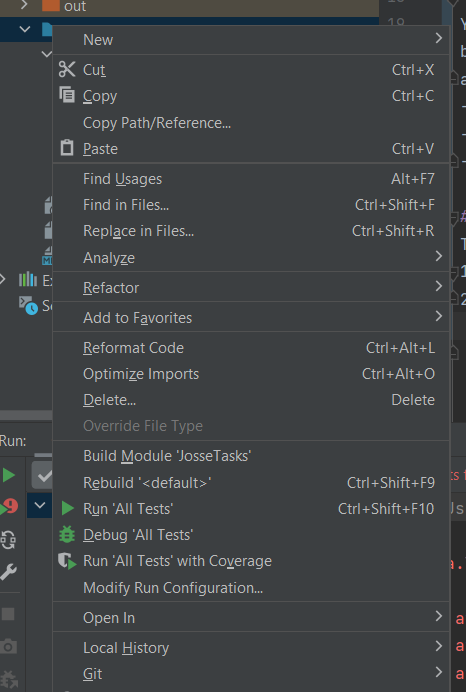 out
19
New
Cut Ctrl+X
Copy Ctrl+C
Copy Path/Reference...
Paste Ctrl+V
Find Usages Alt+F7
Find in Files... Ctrl+Shift+F
Replace in Files... Ctrl+Shift+R
Analyze
Refactor
Add to Favorites
Reformat Code Ctrl+Alt+L
Optimize Imports Ctrl+Alt+O
Delete... Delete
Override File Type
Run:
Build Module 'JosseTasks'
Rebuild '<default>' Ctrl+Shift+F9
Run 'All Tests' Ctrl+Shift+F10
Debug 'All Tests'
Run 'All Tests' with Coverage
Modify Run Configuration...
Open In
Local History
Git